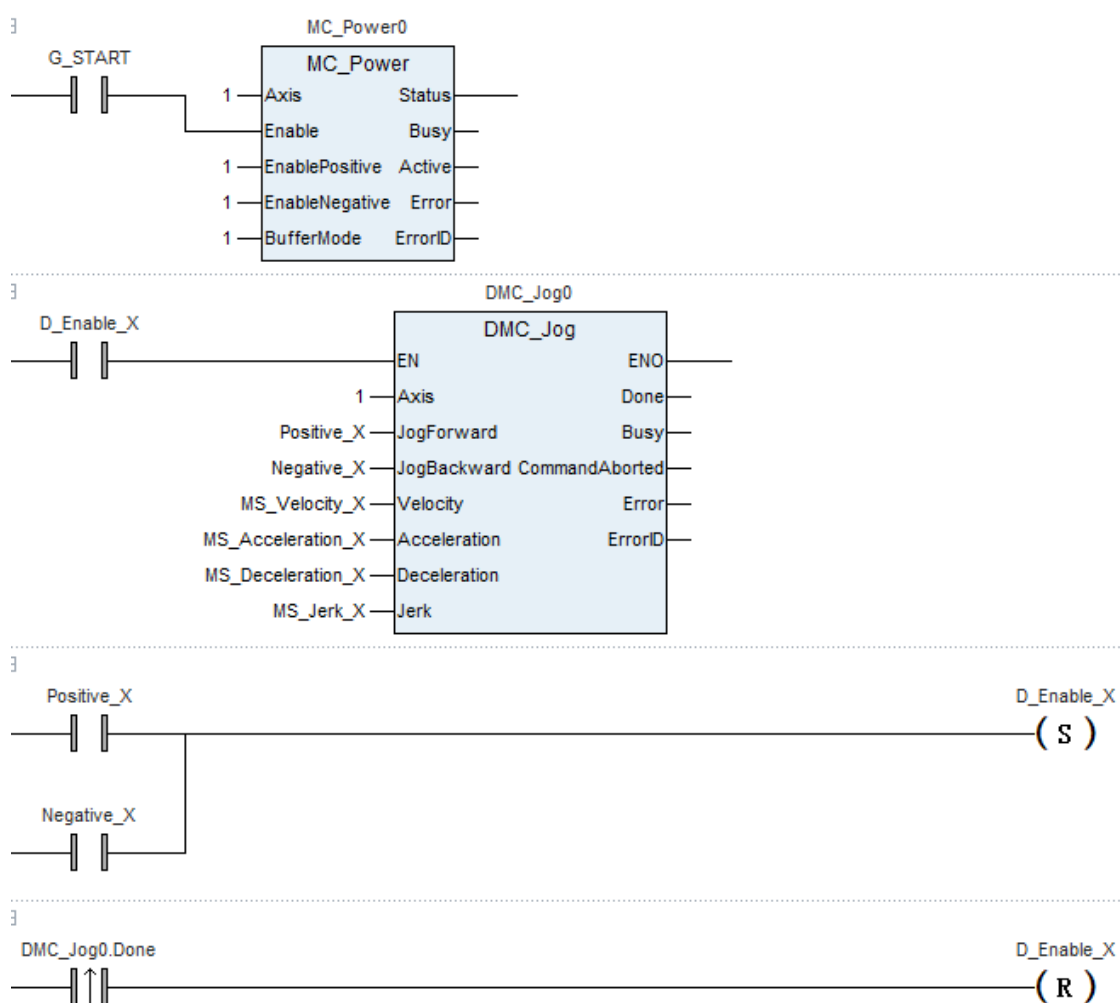 MC_Power0
G_START
MC_Power
1 Axis Status
Enable Busy
1 EnablePositive Active
1 EnableNegative Error
1 BufferMode ErrorID
DMC_Jog0
D_Enable_X
DMC_Jog
EN ENO
1 Axis Done
Positive_X JogForward Busy
Negative_X JogBackward CommandAborted
MS_Velocity_X Velocity Error
MS_Acceleration_X Acceleration ErrorID
MS_Deceleration_X Deceleration
MS_Jerk_X Jerk
Positive_X D_Enable_X
( S )
Negative_X
DMC_Jog0.Done D_Enable_X
( R )